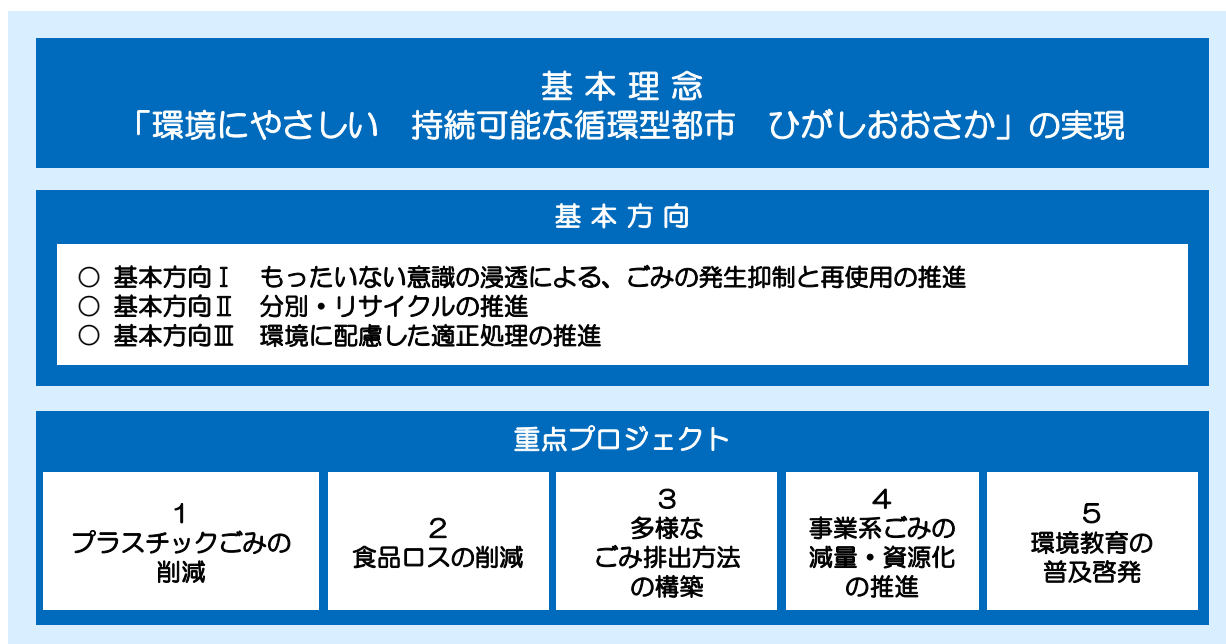 基本理念
「環境にやさしい　持続可能な循環型都市　ひがしおおさか」の実現
基本方向
○ 基本方向Ⅰ　もったいない意識の浸透による、ごみの発生抑制と再使用の推進
○ 基本方向Ⅱ　分別・リサイクルの推進
○ 基本方向Ⅲ　環境に配慮した適正処理の推進
重点プロジェクト
1
プラスチックごみの
削減
2
食品ロスの削減
3
多様な
ごみ排出方法
の構築
4
事業系ごみの
減量・資源化
の推進
5
環境教育の
普及啓発